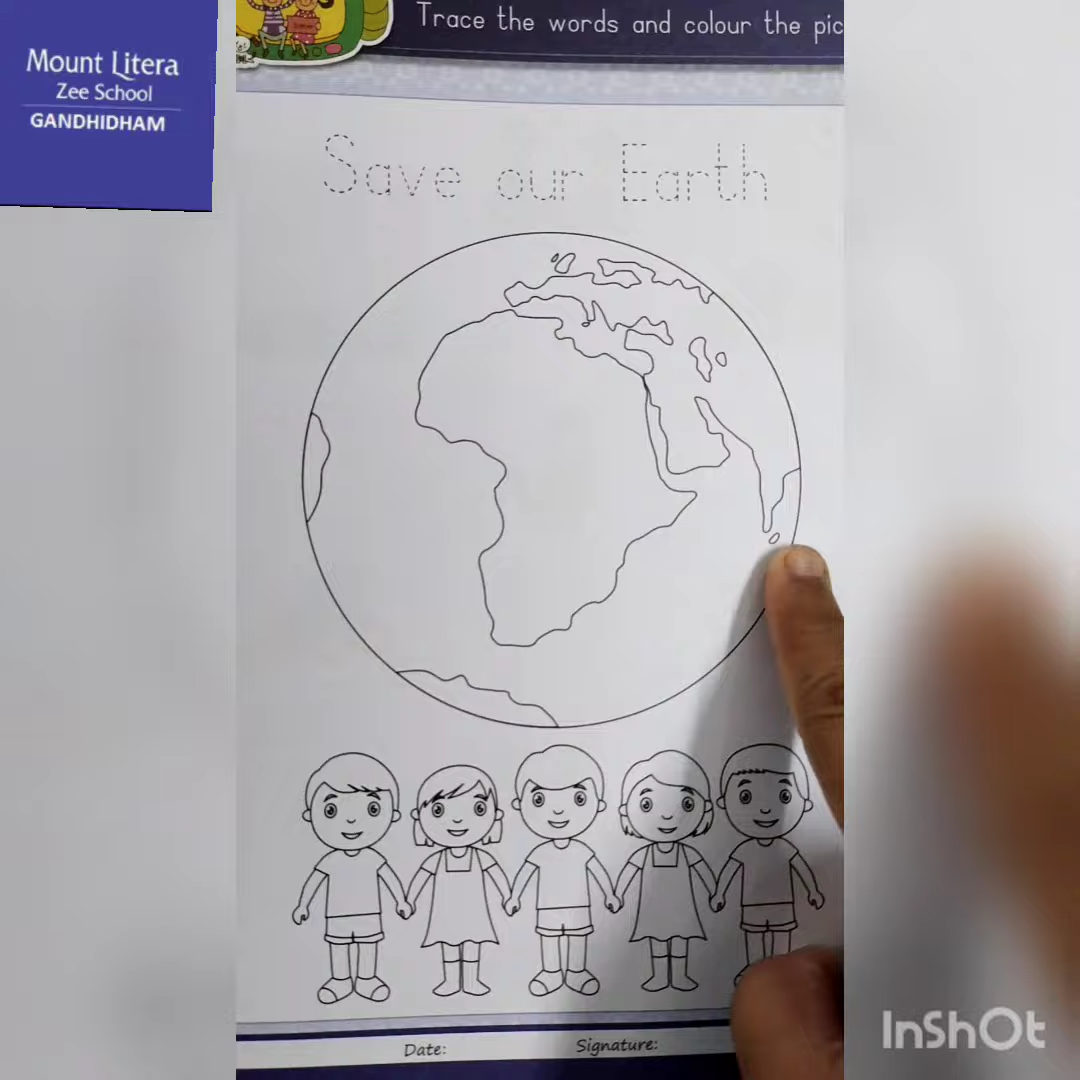 Mount Litera
Zee School
GANDHIDHAM
Trace the words and colour the pic
Save our Earth
Date:
Signature:
InShOt